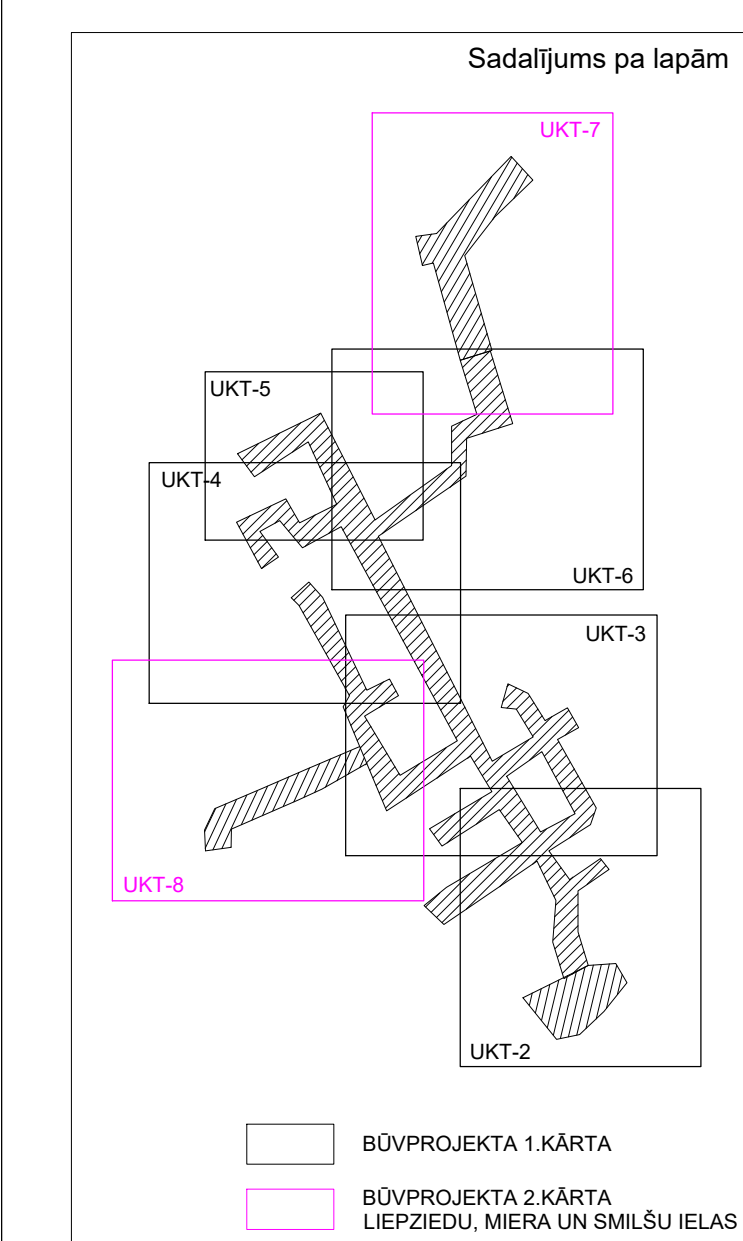 Sadalījums pa lapām
UKT-7
UKT-5
UKT-4
UKT-6
UKT-3
UKT-8
UKT-2
BŪVPROJEKTA 1.KĀRTA
BŪVPROJEKTA 2.KĀRTA
LIEPZIEDU, MIERA UN SMILŠU IELAS